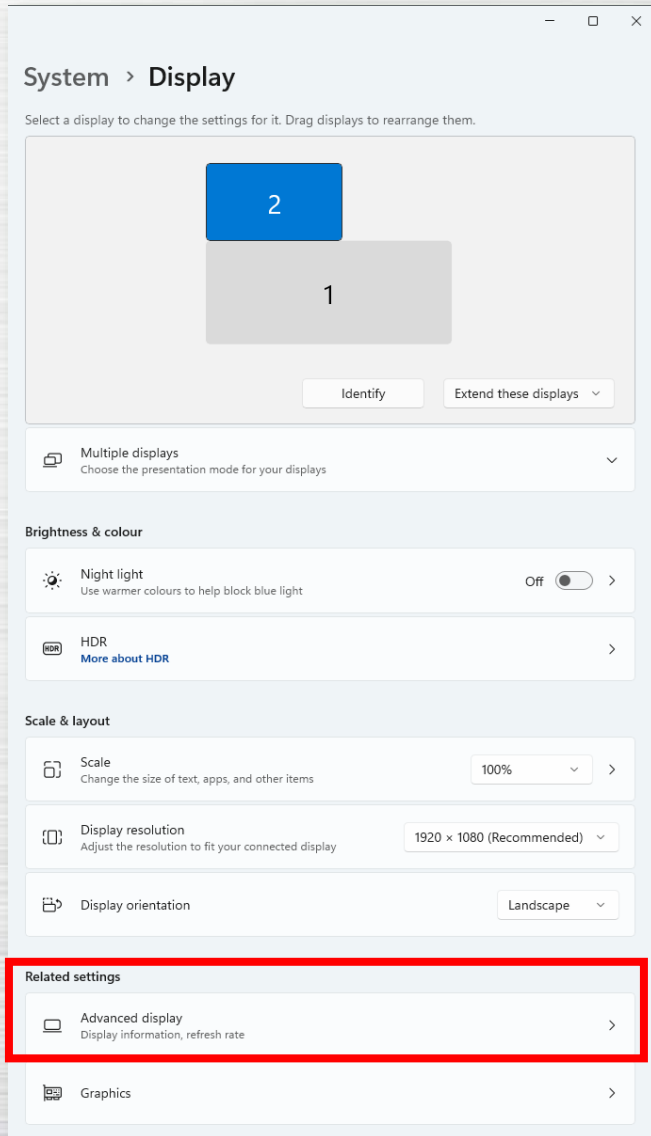 System > Display
Select a display to change the settings for it. Drag displays to rearrange them.
2
1
Identify
Extend these displays
Multiple displays
Choose the presentation mode for your displays
Brightness & colour
Night light
Use warmer colours to help block blue light
Off
HDR
HDR
More about HDR
Scale & layout
Scale
Change the size of text, apps, and other items
100%
Display resolution
Adjust the resolution to fit your connected display
1920 × 1080 (Recommended)
Display orientation
Landscape
Related settings
Advanced display
Display information, refresh rate
Graphics